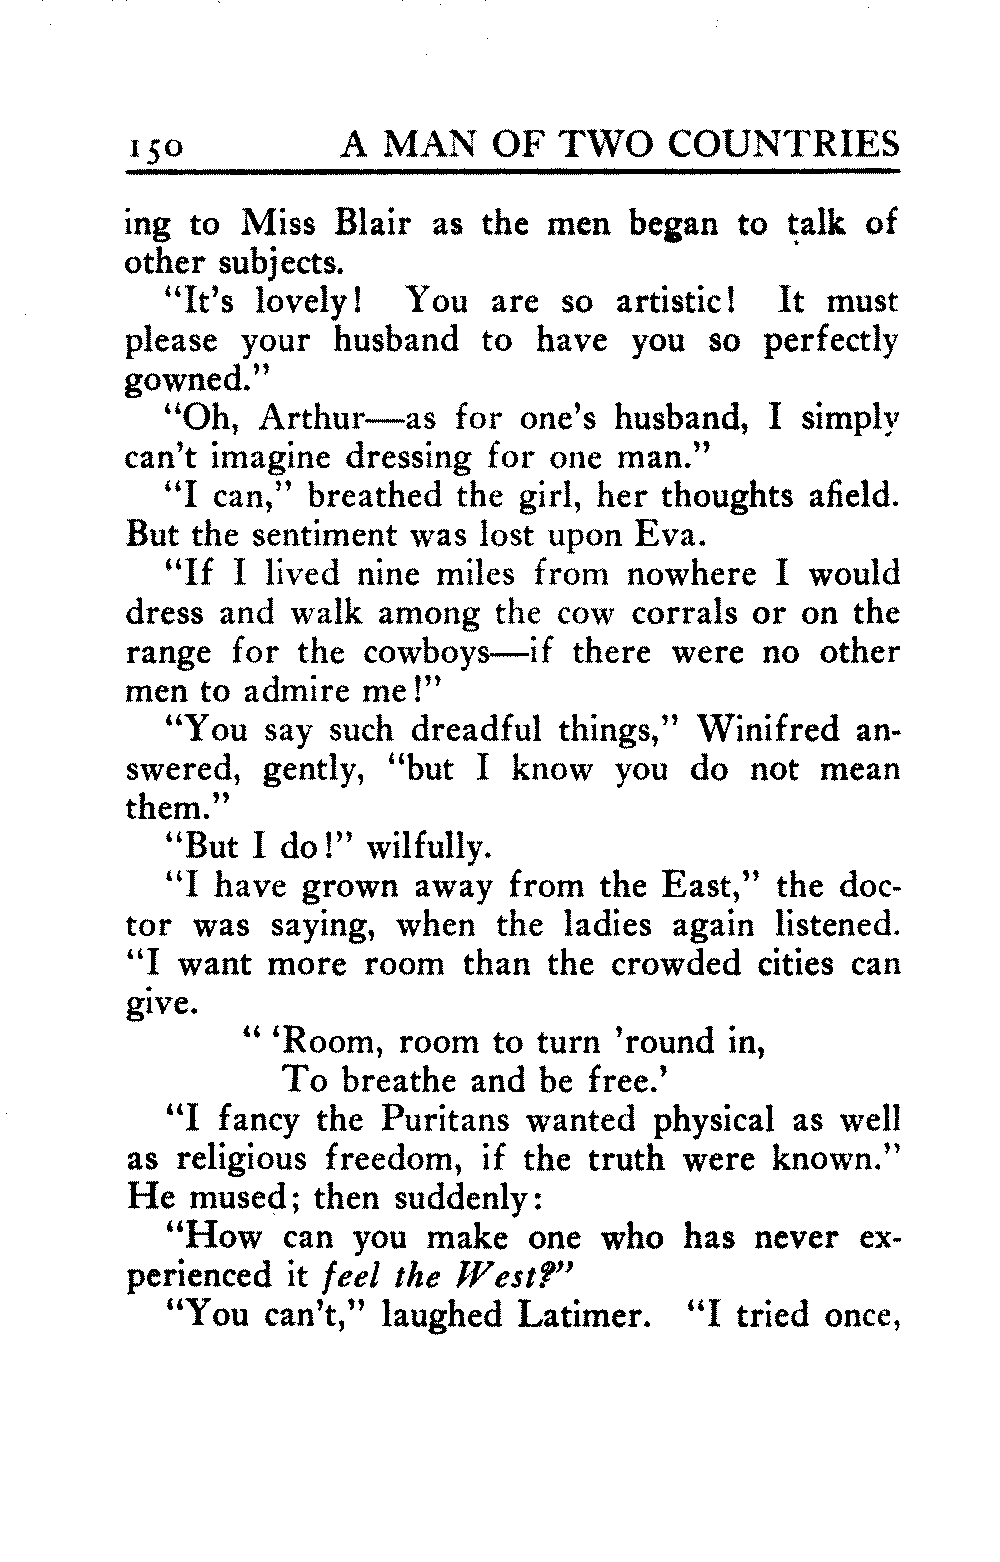 150 A MAN OF TWO COUNTRIES
ing to Miss Blair as the men began to talk of
other subjects.
“It's lovely! You are so artistic! It must
please your husband to have you so perfectly
gowned.”
“Oh, Arthur—as for one's husband, I simply
can't imagine dressing for one man.”
“I can,” breathed the girl, her thoughts afield.
But the sentiment was lost upon Eva.
“If I lived nine miles from nowhere I would
dress and walk among the cow corrals or on the
range for the cowboys—if there were no other
men to admire me!”
“You say such dreadful things,” Winifred an-
swered, gently, “but I know you do not mean
them.”
“But I do!” wilfully.
“I have grown away from the East,” the doc-
tor was saying, when the ladies again listened.
“I want more room than the crowded cities can
give.
“ ‘Room, room to turn ’round in,
To breathe and be free.’
“I fancy the Puritans wanted physical as well
as religious freedom, if the truth were known.”
He mused; then suddenly:
“How can you make one who has never ex-
perienced it feel the West?”
“You can't,” laughed Latimer. “I tried once,